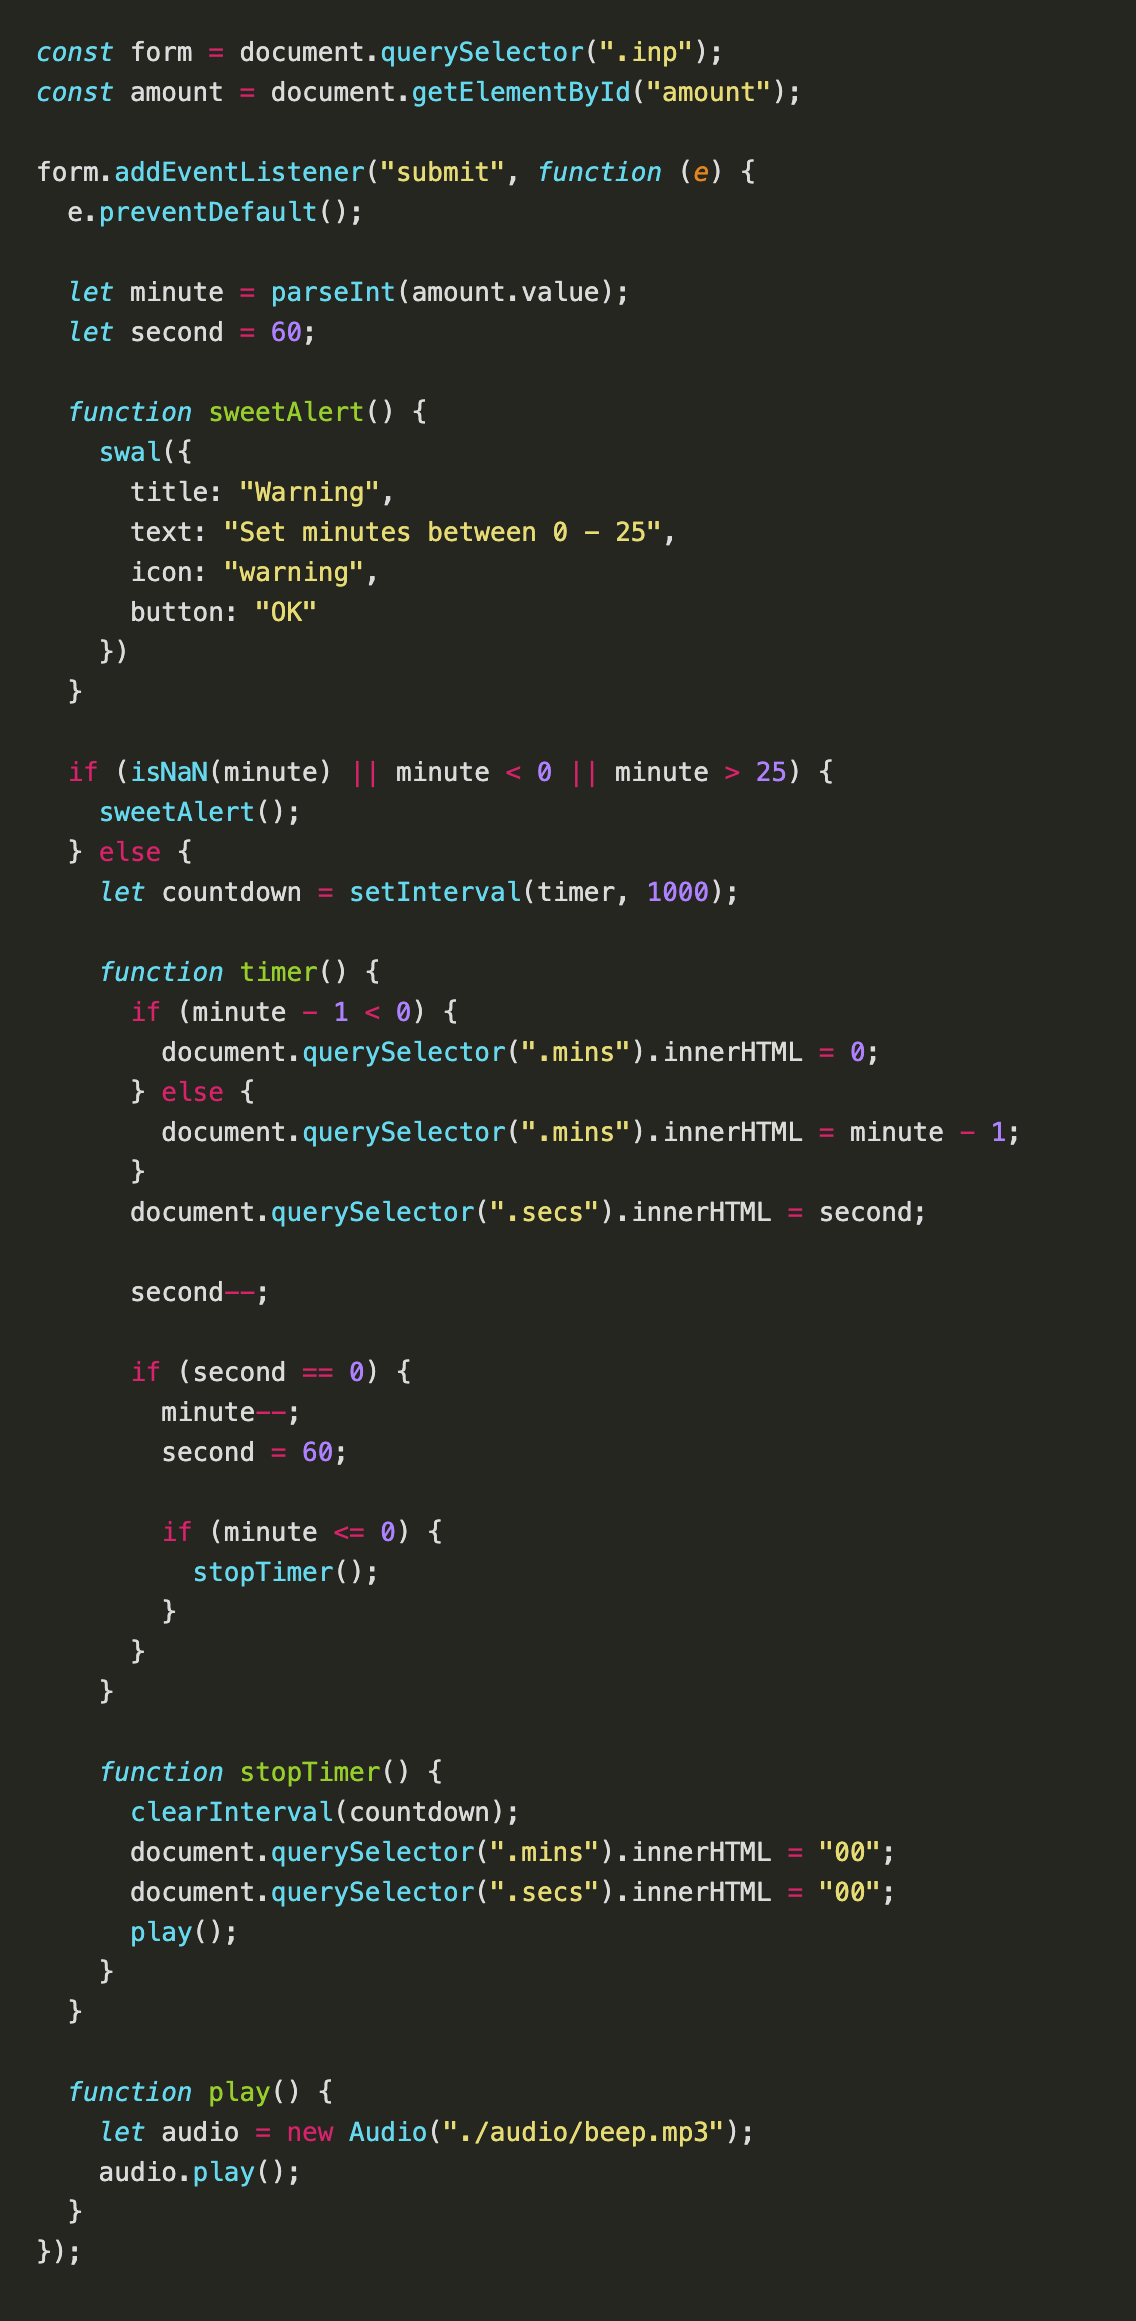 const form = document.querySelector(".inp");
const amount = document.getElementById("amount");

form.addEventListener("submit", function (e) {
  e.preventDefault();

  let minute = parseInt(amount.value);
  let second = 60;

  function sweetAlert() {
    swal({
      title: "Warning",
      text: "Set minutes between 0 - 25",
      icon: "warning",
      button: "OK"
    })
  }

  if (isNaN(minute) || minute < 0 || minute > 25) {
    sweetAlert();
  } else {
    let countdown = setInterval(timer, 1000);

    function timer() {
      if (minute - 1 < 0) {
        document.querySelector(".mins").innerHTML = 0;
      } else {
        document.querySelector(".mins").innerHTML = minute - 1;
      }
      document.querySelector(".secs").innerHTML = second;

      second--;

      if (second == 0) {
        minute--;
        second = 60;

        if (minute <= 0) {
          stopTimer();
        }
      }
    }

    function stopTimer() {
      clearInterval(countdown);
      document.querySelector(".mins").innerHTML = "00";
      document.querySelector(".secs").innerHTML = "00";
      play();
    }
  }

  function play() {
    let audio = new Audio("./audio/beep.mp3");
    audio.play();
  }
});